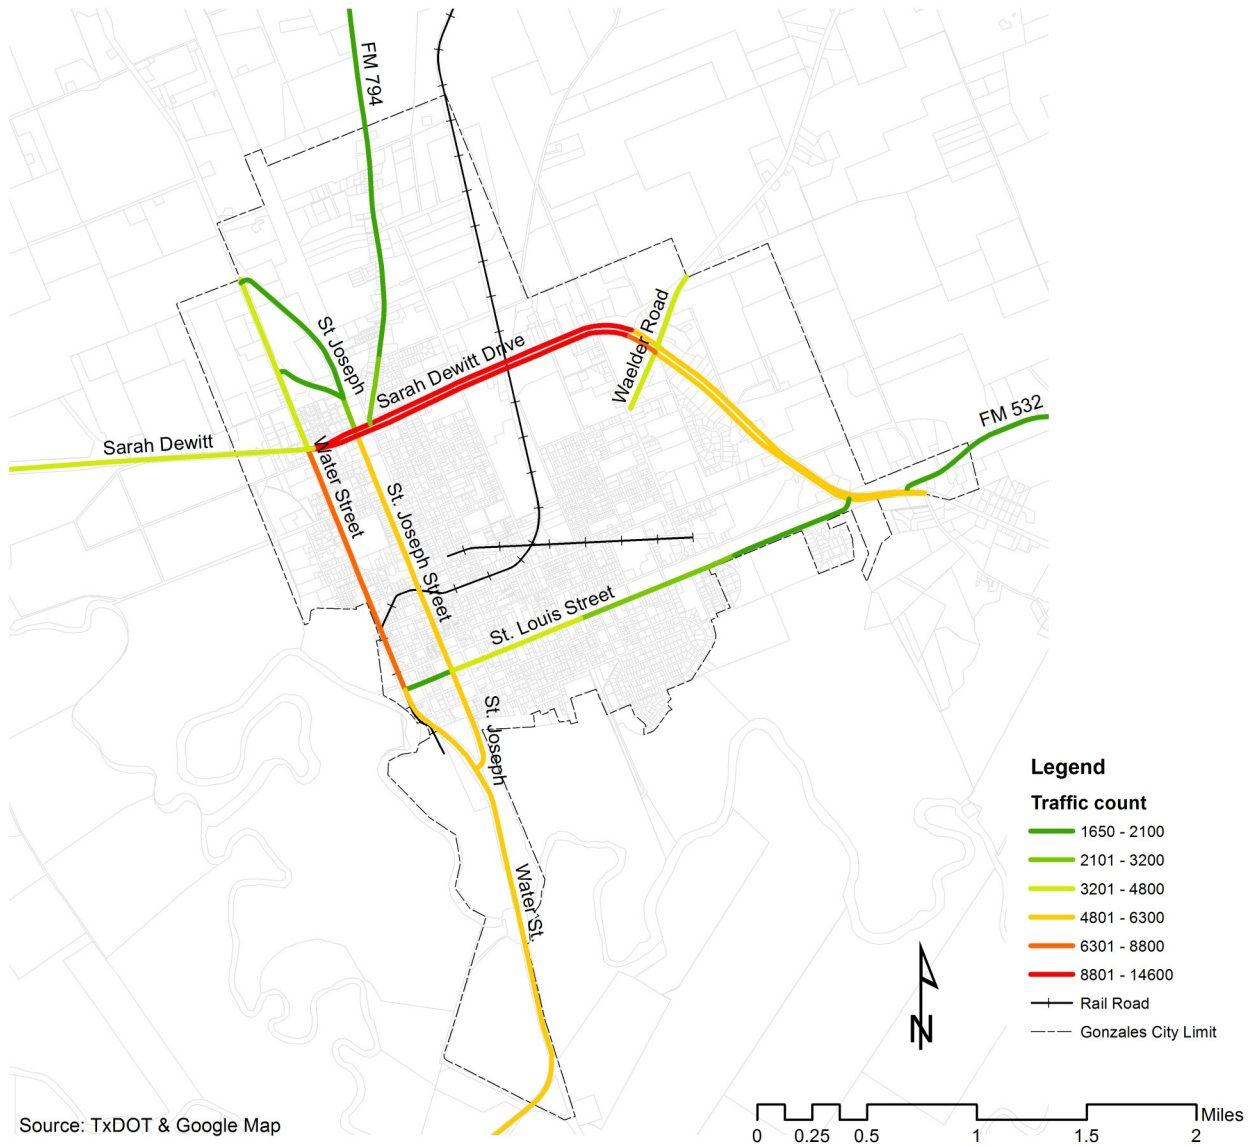 FM 794
St Joseph
Sarah Dewitt Drive
Waelder Road
FM 532
Sarah Dewitt
Water Street
St. Joseph Street
St. Louis Street
St. Joseph
Water St.
Legend
Traffic count
1650 - 2100
2101 - 3200
3201 - 4800
4801 - 6300
6301 - 8800
8801 - 14600
Rail Road
Gonzales City Limit
N
Source: TxDOT & Google Map
Miles
0 0.25 0.5 1 1.5 2